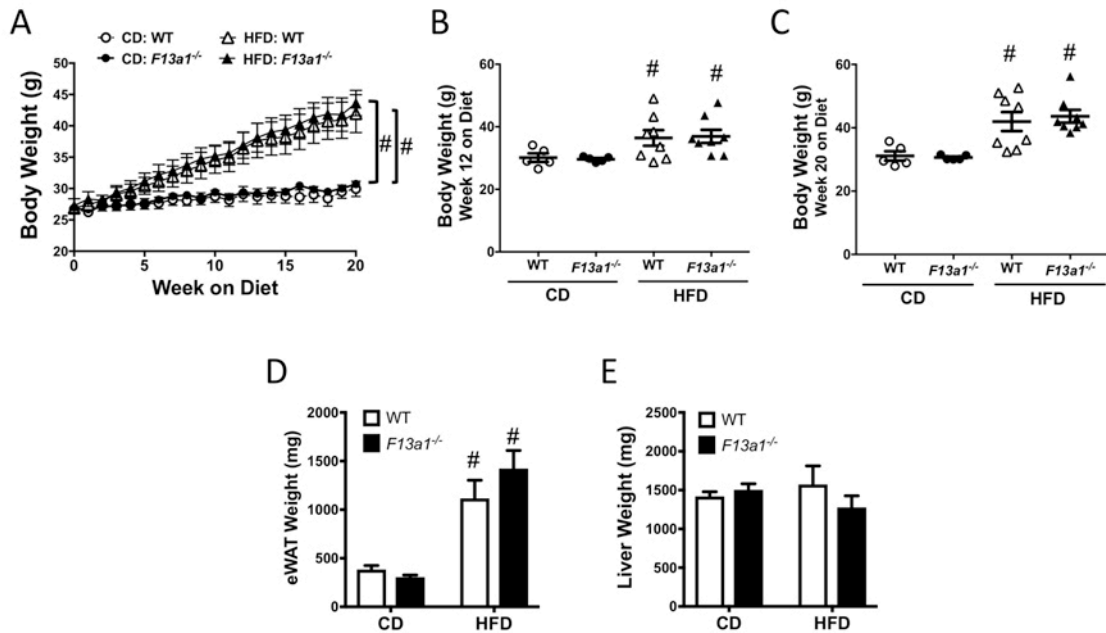 A
CD: WT
HFD: WT
CD: F13a1-/-
HFD: F13a1-/-
Body Weight (g)
50
45
40
35
30
25
20
0
5
10
15
20
Week on Diet
#
#
B
Body Weight (g)
Week 12 on Diet
60
40
20
0
#
#
WT
F13a1-/-
WT
F13a1-/-
CD
HFD
C
Body Weight (g)
Week 20 on Diet
60
40
20
0
#
#
WT
F13a1-/-
WT
F13a1-/-
CD
HFD
D
eWAT Weight (mg)
2000
1500
1000
500
0
WT
F13a1-/-
#
#
CD
HFD
E
Liver Weight (mg)
2500
2000
1500
1000
500
0
WT
F13a1-/-
CD
HFD